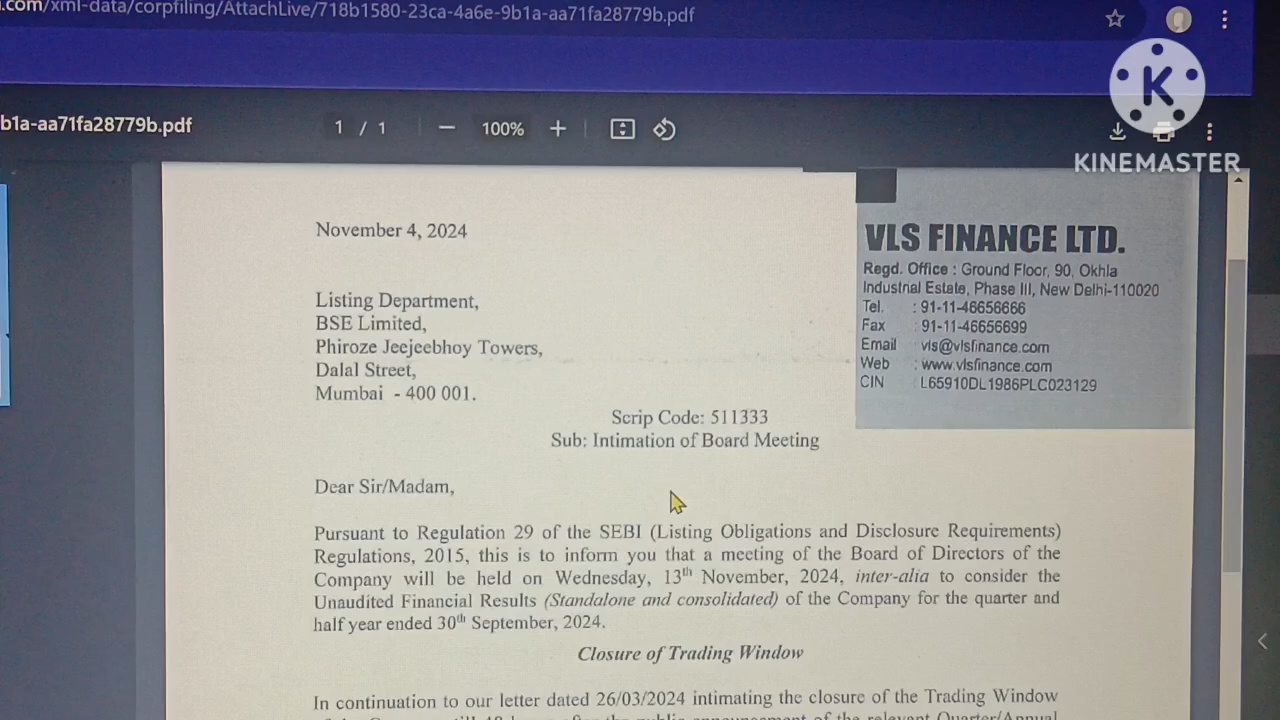 .com/xml-data/corpfiling/AttachLive/718b1580-23ca-4a6e-9b1a-aa71fa28779b.pdf
b1a-aa71fa28779b.pdf
1 / 1
100%
K
KINEMASTER
November 4, 2024
VLS FINANCE LTD.
Regd. Office : Ground Floor, 90, Okhla
Industrial Estate, Phase III, New Delhi-110020
Tel. : 91-11-46656666
Fax : 91-11-46656699
Email : vls@vlsfinance.com
Web : www.vlsfinance.com
CIN : L65910DL1986PLC023129
Listing Department,
BSE Limited,
Phiroze Jeejeebhoy Towers,
Dalal Street,
Mumbai - 400 001.
Scrip Code: 511333
Sub: Intimation of Board Meeting
Dear Sir/Madam,
Pursuant to Regulation 29 of the SEBI (Listing Obligations and Disclosure Requirements)
Regulations, 2015, this is to inform you that a meeting of the Board of Directors of the
Company will be held on Wednesday, 13th November, 2024, inter-alia to consider the
Unaudited Financial Results (Standalone and consolidated) of the Company for the quarter and
half year ended 30th September, 2024.
Closure of Trading Window
In continuation to our letter dated 26/03/2024 intimating the closure of the Trading Window